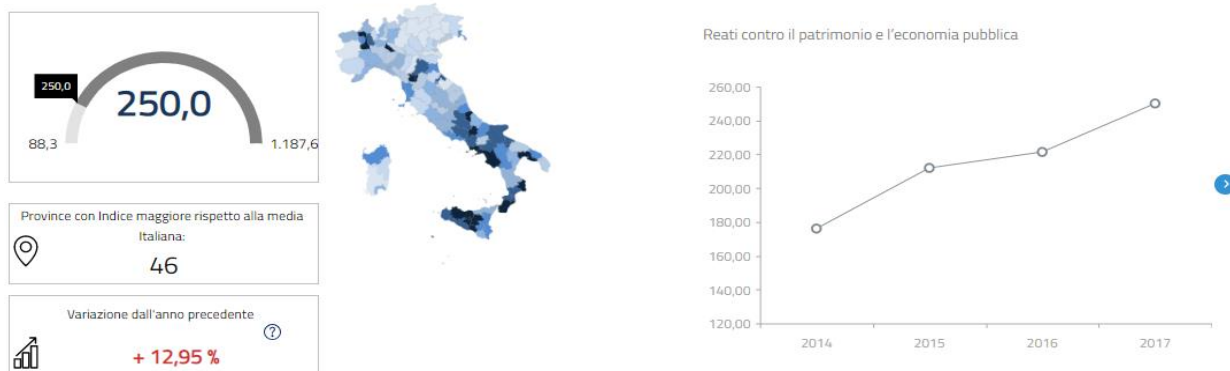 250,0
250,0
88,3
1.187,6
Province con Indice maggiore rispetto alla media
Italiana:
46
Variazione dall'anno precedente
?
+ 12,95 %
Reati contro il patrimonio e l'economia pubblica
260,00
240,00
220,00
200,00
180,00
160,00
140,00
120,00
2014 2015 2016 2017